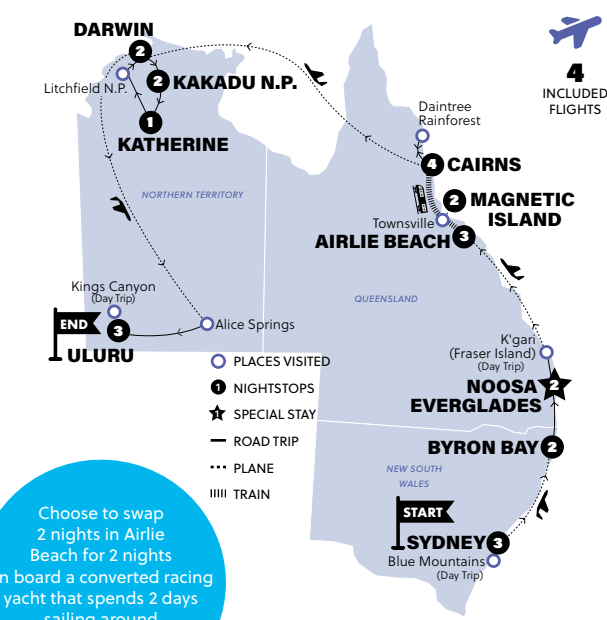 DARWIN
2
4
INCLUDED
FLIGHTS
Litchfield N.P.
2 KAKADU N.P.
1
KATHERINE
Daintree
Rainforest
4 CAIRNS
NORTHERN TERRITORY
2 MAGNETIC
ISLAND
Townsville
AIRLIE BEACH 3
Kings Canyon
(Day Trip)
QUEENSLAND
END
3
ULURU
Alice Springs
K'gari
(Fraser Island)
(Day Trip)
PLACES VISITED
1 NIGHTSTOPS
1 SPECIAL STAY
ROAD TRIP
PLANE
TRAIN
NOOSA 2
EVERGLADES
BYRON BAY 2
NEW SOUTH
WALES
START
SYDNEY 3
Blue Mountains
(Day Trip)
Choose to swap
2 nights in Airlie
Beach for 2 nights
n board a converted racing
yacht that spends 2 days
sailing around